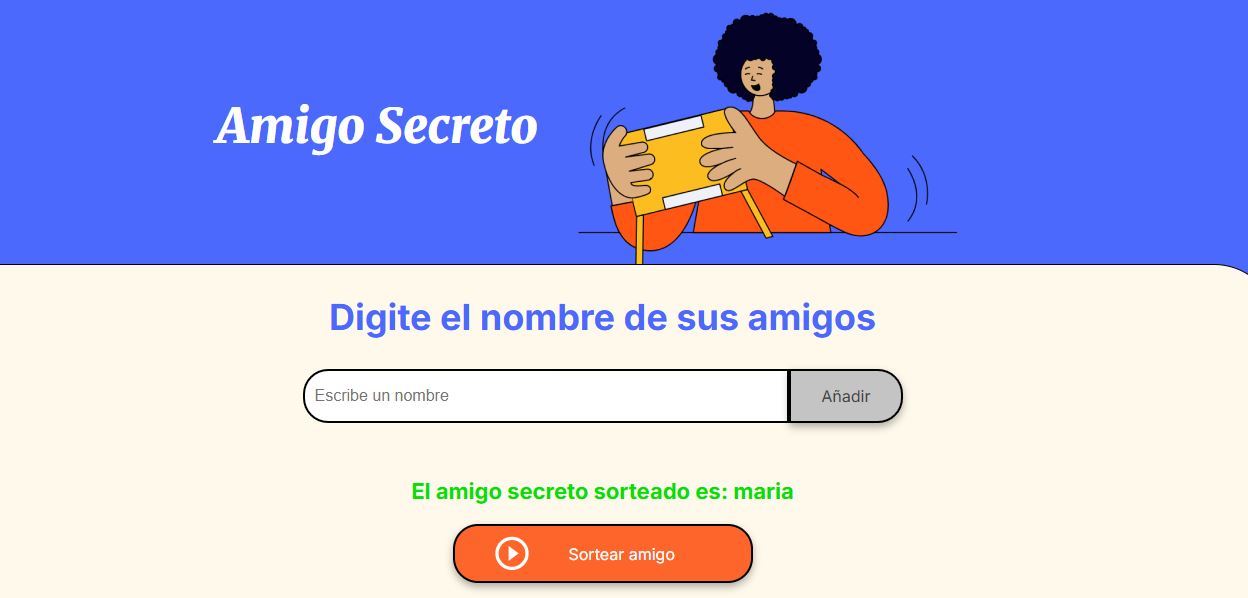 Amigo Secreto
Digite el nombre de sus amigos
Escribe un nombre
Añadir
El amigo secreto sorteado es: maria
Sortear amigo